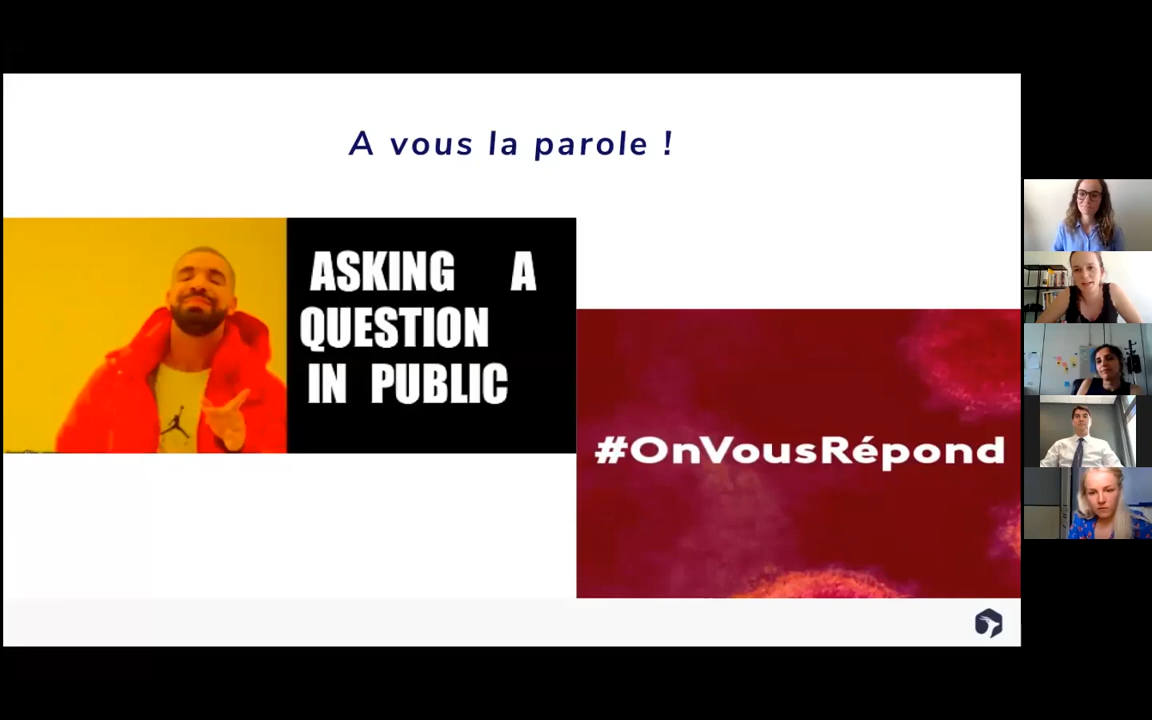 A vous la parole !
ASKING A
QUESTION
IN PUBLIC
#OnVousRépond